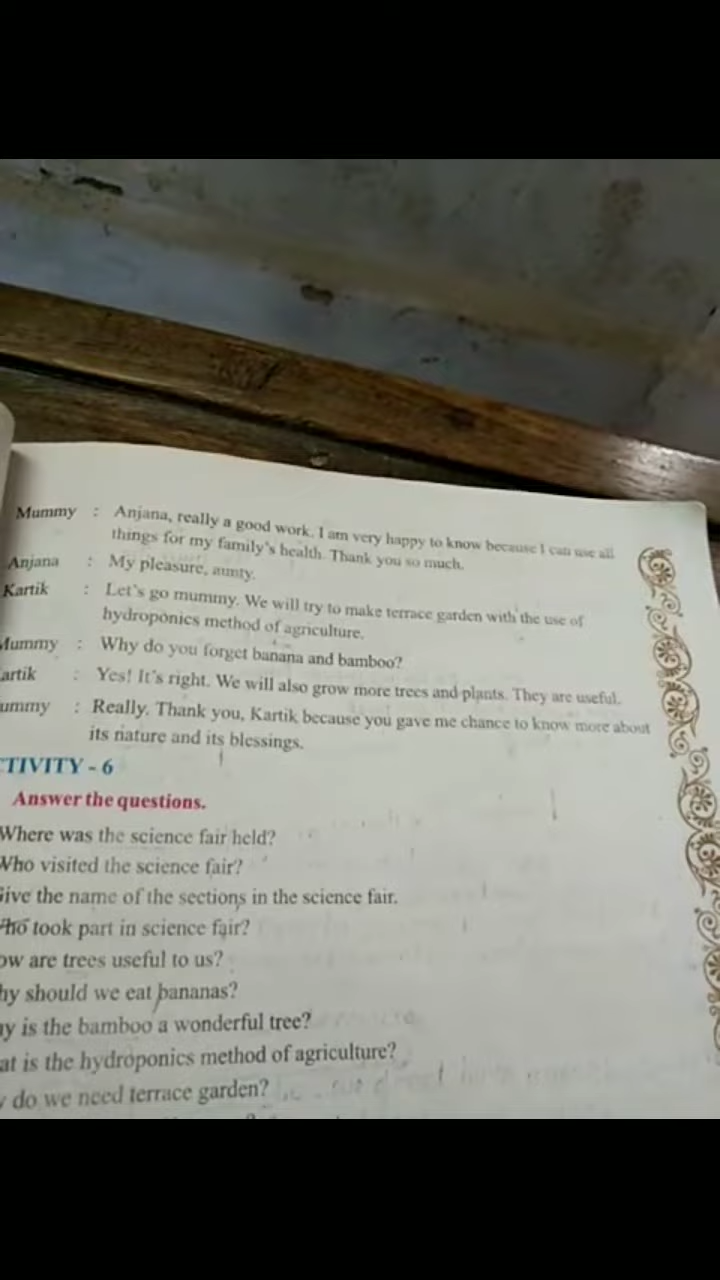 Mummy : Anjana, really a good work. I am very happy to know because I can use all
things for my family's health. Thank you so much.
Anjana : My pleasure, aunty.
Kartik : Let's go mummy. We will try to make terrace garden with the use of
hydroponics method of agriculture.
Mummy : Why do you forget banana and bamboo?
artik : Yes! It's right. We will also grow more trees and plants. They are useful.
ummy : Really. Thank you, Kartik because you gave me chance to know more about
its nature and its blessings.
CTIVITY - 6
Answer the questions.
Where was the science fair held?
Who visited the science fair?
Give the name of the sections in the science fair.
Who took part in science fair?
ow are trees useful to us?
hy should we eat bananas?
y is the bamboo a wonderful tree?
at is the hydroponics method of agriculture?
y do we need terrace garden?